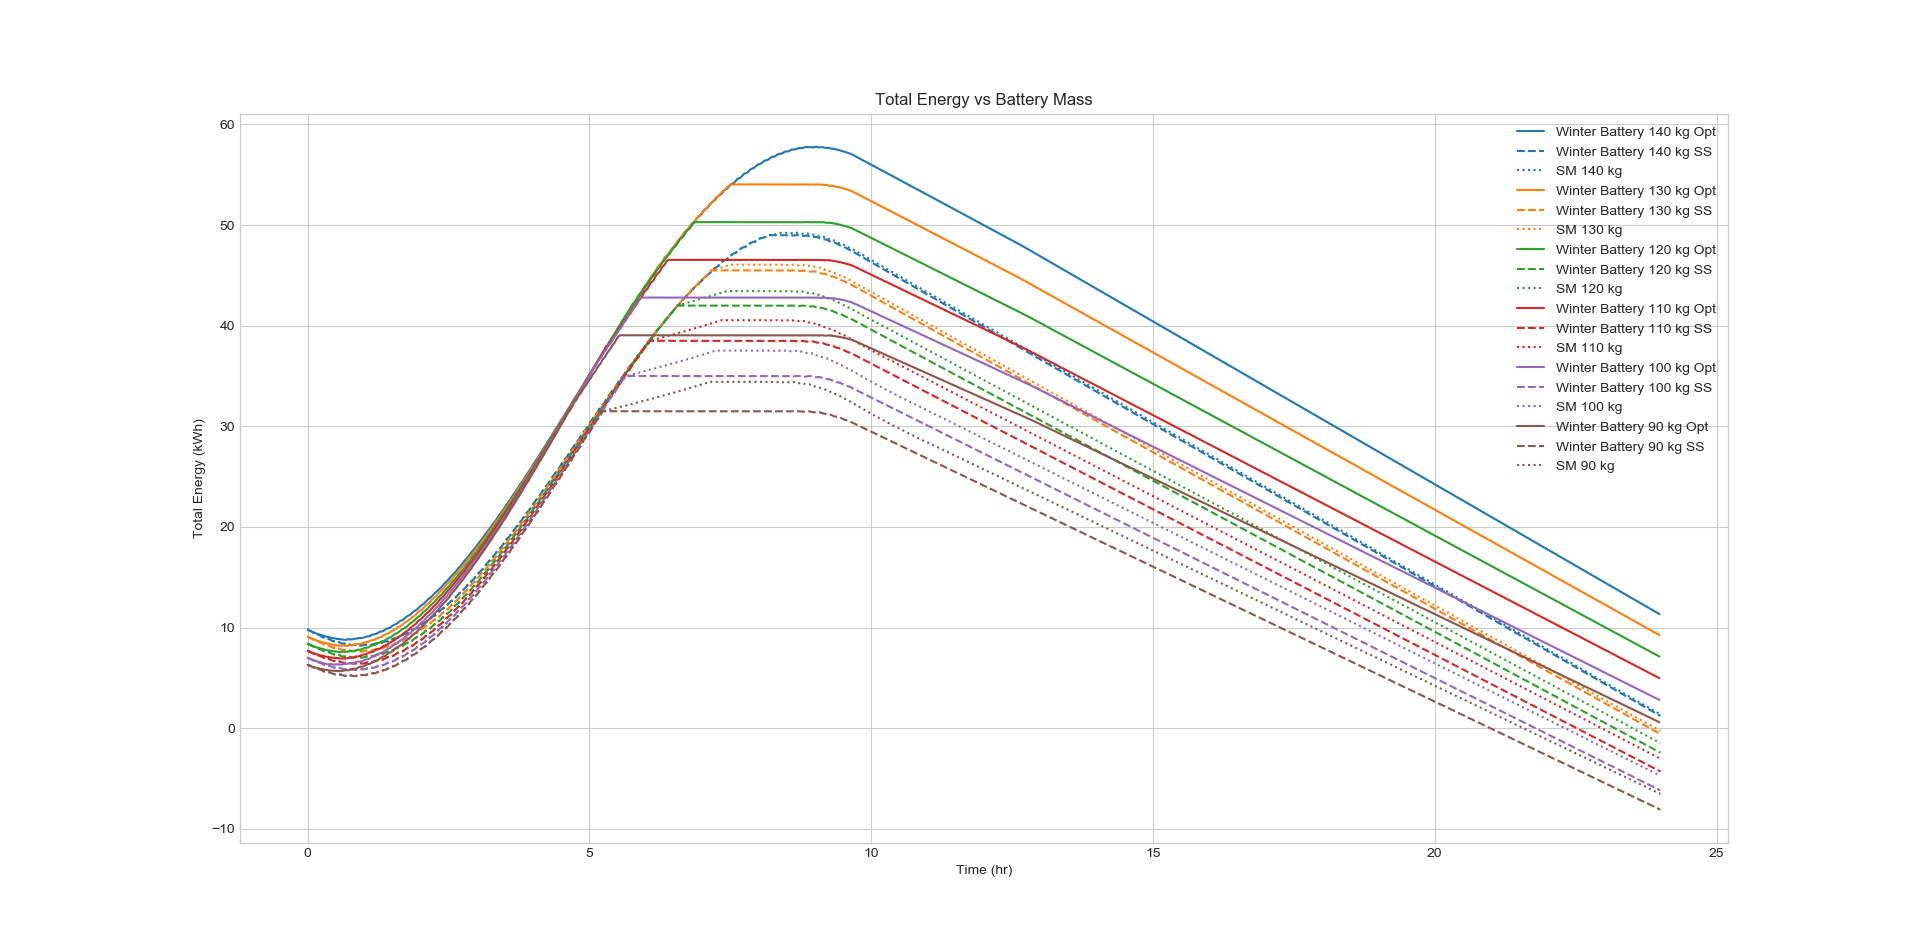 Total Energy vs Battery Mass
60
50
40
30
20
10
0
−10
Total Energy (kWh)
0
5
10
15
20
25
Time (hr)
Winter Battery 140 kg Opt
Winter Battery 140 kg SS
SM 140 kg
Winter Battery 130 kg Opt
Winter Battery 130 kg SS
SM 130 kg
Winter Battery 120 kg Opt
Winter Battery 120 kg SS
SM 120 kg
Winter Battery 110 kg Opt
Winter Battery 110 kg SS
SM 110 kg
Winter Battery 100 kg Opt
Winter Battery 100 kg SS
SM 100 kg
Winter Battery 90 kg Opt
Winter Battery 90 kg SS
SM 90 kg